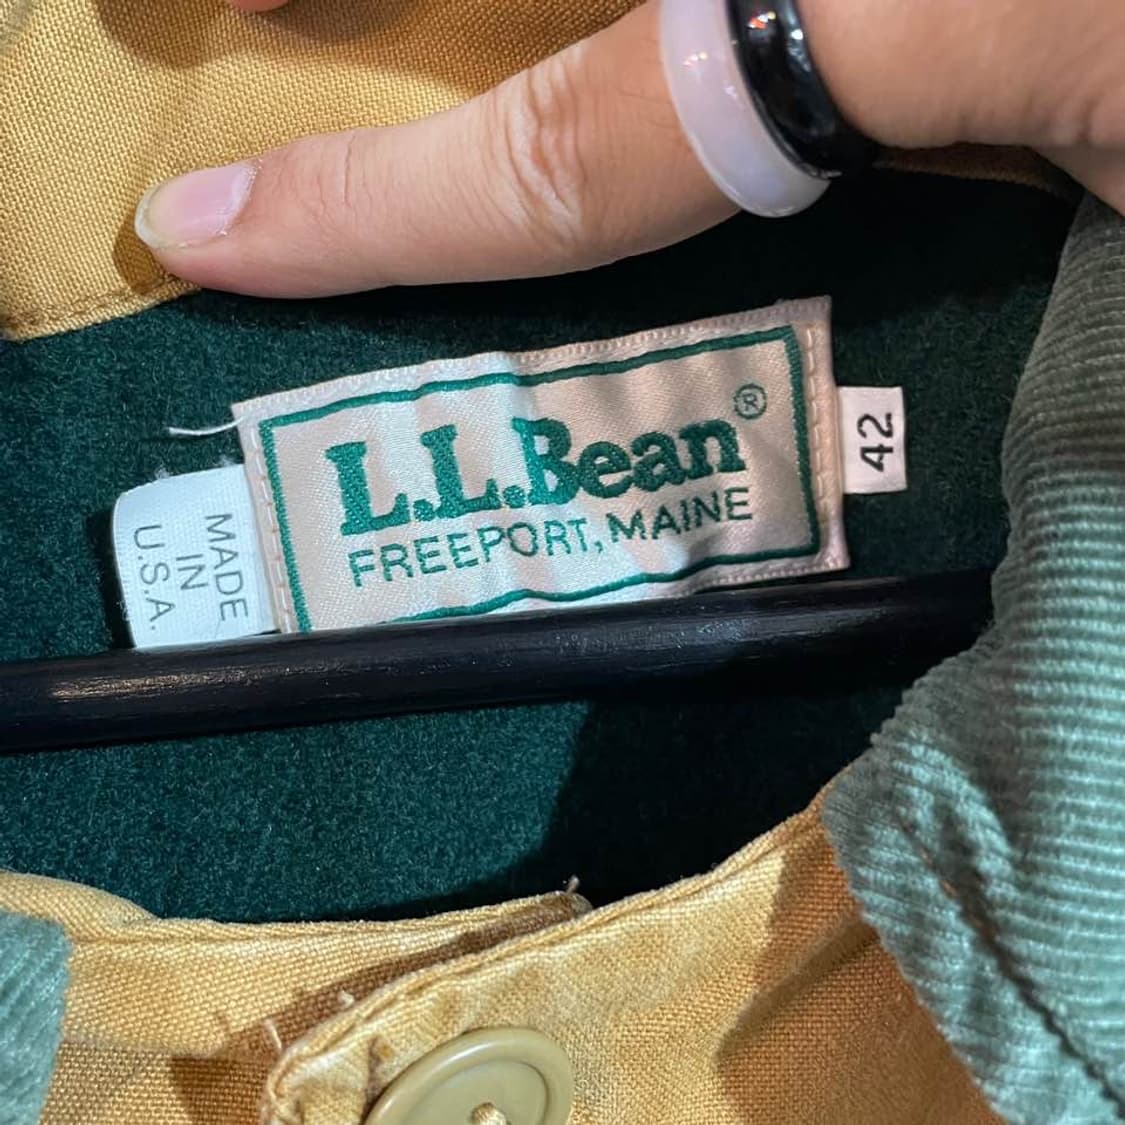 L.L.Bean®
FREEPORT, MAINE
42
MADE
IN
U.S.A.